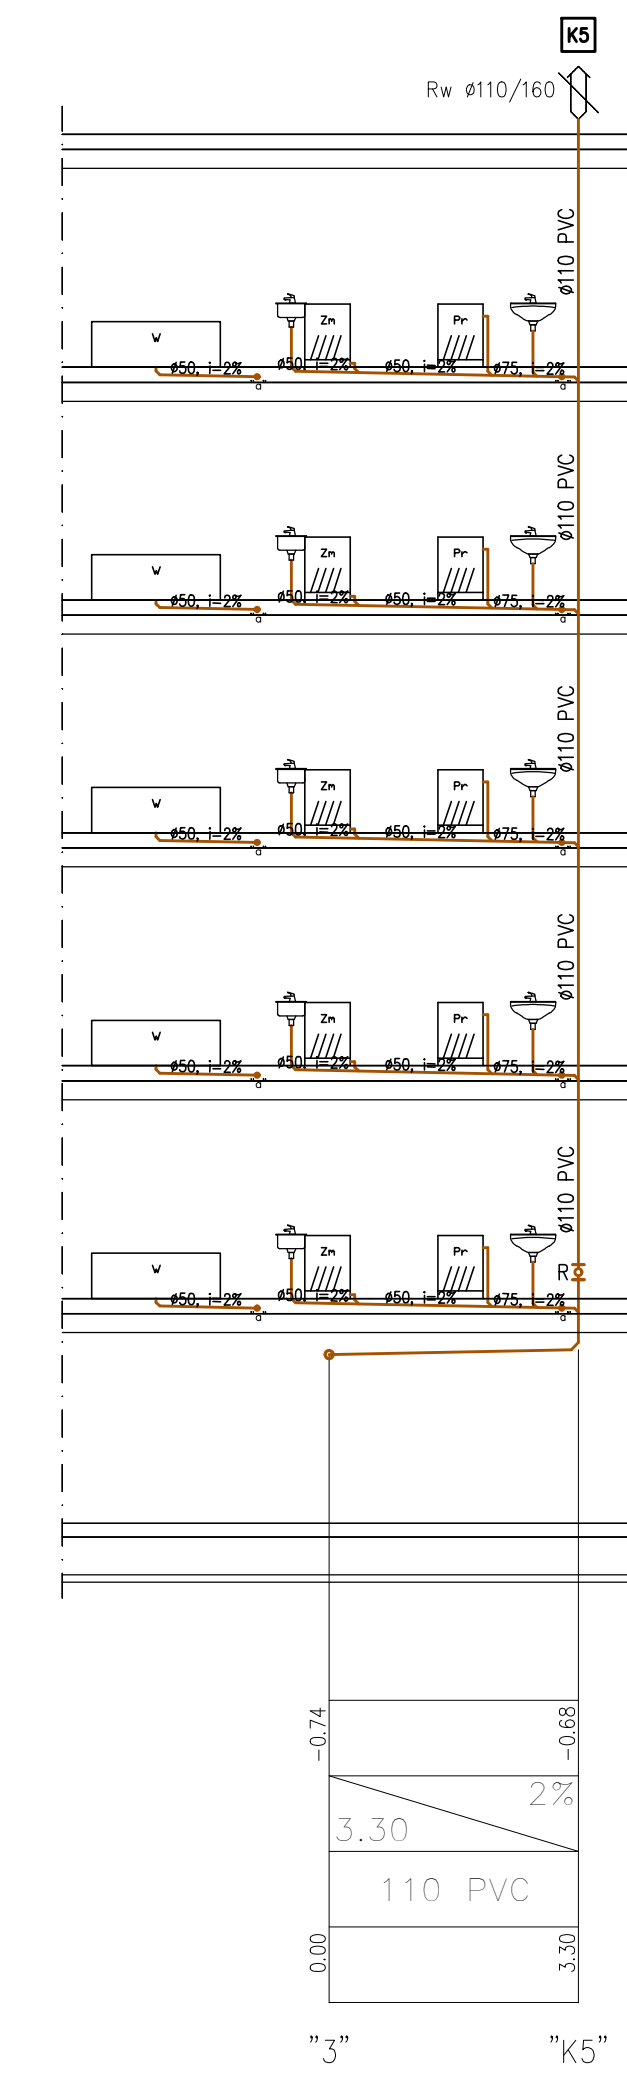 K5
Rw ø110/160
ø110 PVC
W
Zm
Pr
ø50, i=2%
ø50, i=2%
ø50, i=2%
ø75, i=2%
"a"
"a"
ø110 PVC
W
Zm
Pr
ø50, i=2%
ø50, i=2%
ø50, i=2%
ø75, i=2%
"a"
"a"
ø110 PVC
W
Zm
Pr
ø50, i=2%
ø50, i=2%
ø50, i=2%
ø75, i=2%
"a"
"a"
ø110 PVC
W
Zm
Pr
ø50, i=2%
ø50, i=2%
ø50, i=2%
ø75, i=2%
"a"
"a"
ø110 PVC
W
Zm
Pr
R
ø50, i=2%
ø50, i=2%
ø50, i=2%
ø75, i=2%
"a"
"a"
-0.74
-0.68
2%
3.30
110 PVC
0.00
3.30
"3"
"K5"